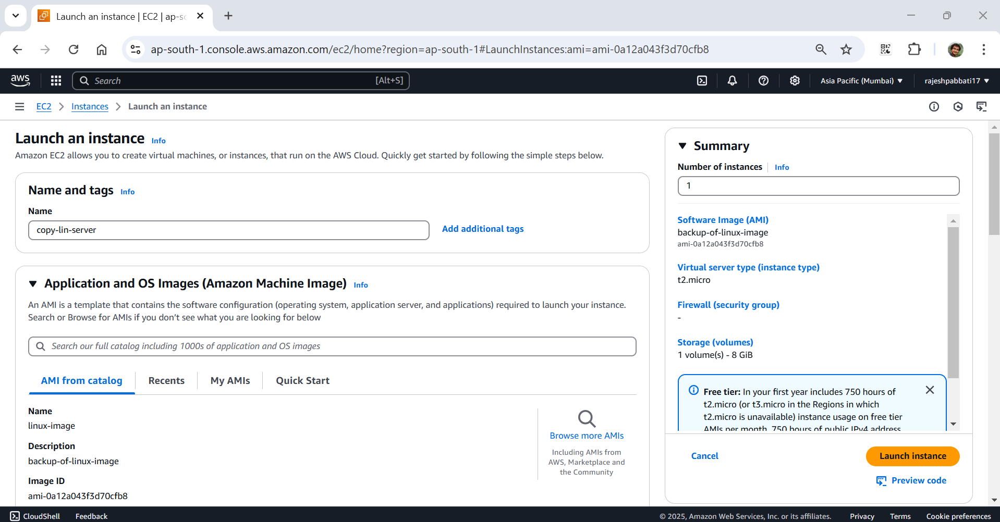 Launch an instance | EC2 | ap-so
ap-south-1.console.aws.amazon.com/ec2/home?region=ap-south-1#LaunchInstances:ami=ami-0a12a043f3d70cfb8
aws
Search
[Alt+S]
Asia Pacific (Mumbai)
rajeshpabbati17
EC2
Instances
Launch an instance
Launch an instance Info
Amazon EC2 allows you to create virtual machines, or instances, that run on the AWS Cloud. Quickly get started by following the simple steps below.
Name and tags Info
Name
copy-lin-server
Add additional tags
Application and OS Images (Amazon Machine Image) Info
An AMI is a template that contains the software configuration (operating system, application server, and applications) required to launch your instance.
Search or Browse for AMIs if you don’t see what you are looking for below
Search our full catalog including 1000s of application and OS images
AMI from catalog
Recents
My AMIs
Quick Start
Name
linux-image
Description
backup-of-linux-image
Image ID
ami-0a12a043f3d70cfb8
Browse more AMIs
Including AMIs from
AWS, Marketplace and
the Community
Summary
Number of instances Info
1
Software Image (AMI)
backup-of-linux-image
ami-0a12a043f3d70cfb8
Virtual server type (instance type)
t2.micro
Firewall (security group)
-
Storage (volumes)
1 volume(s) - 8 GiB
Free tier: In your first year includes 750 hours of
t2.micro (or t3.micro in the Regions in which
t2.micro is unavailable) instance usage on free tier
AMIs per month, 750 hours of public IPv4 address
Cancel
Launch instance
Preview code
CloudShell
Feedback
© 2025, Amazon Web Services, Inc. or its affiliates.
Privacy
Terms
Cookie preferences